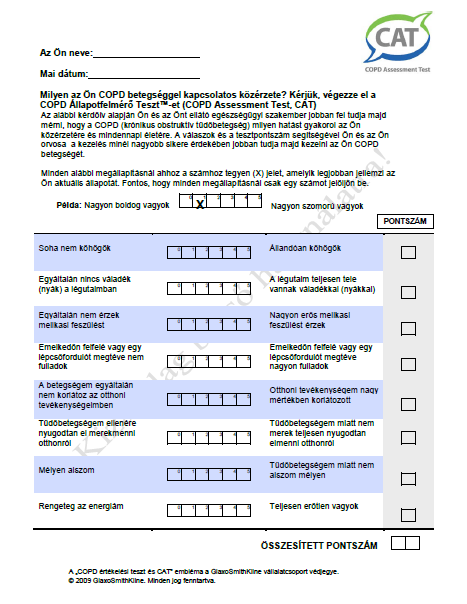 CAT
COPD Assessment Test
Az Ön neve:
Mai dátum:
Milyen az Ön COPD betegséggel kapcsolatos közérzete? Kérjük, végezze el a
COPD Állapotfelmérő Teszt™-et (COPD Assessment Test, CAT)
Az alábbi kérdőív alapján Ön és az Önt ellátó egészségügyi szakember jobban fel tudja majd
mérni, hogy a COPD (krónikus obstruktív tüdőbetegség) milyen hatást gyakorol az Ön
közérzetére és mindennapi életére. A válaszok és a tesztpontszám segítségével Ön és az Ön
orvosa a kezelés minél nagyobb sikere érdekében jobban tudja majd kezelni az Ön COPD
betegségét.
Minden alábbi megállapításnál ahhoz a számhoz tegyen (X) jelet, amelyik legjobban jellemzi az
Ön aktuális állapotát. Fontos, hogy minden megállapításnál csak egy számot jelöljön be.
Példa: Nagyon boldog vagyok 0 1 2 3 4 5 X Nagyon szomorú vagyok
PONTSZÁM
Soha nem köhögök 0 1 2 3 4 5 Állandóan köhögök
Egyáltalán nincs váladék
(nyák) a légutaimban
0 1 2 3 4 5
A légutaim teljesen tele
vannak váladékkal (nyákkal)
Egyáltalán nem érzek
mellkasi feszülést
0 1 2 3 4 5
Nagyon erős mellkasi
feszülést érzek
Emelkedőn felfelé vagy egy
lépcsőfordulót megtéve nem
fulladok
0 1 2 3 4 5
Emelkedőn felfelé vagy egy
lépcsőfordulót megtéve
nagyon fulladok
A betegségem egyáltalán
nem korlátoz az otthoni
tevékenységeimben
0 1 2 3 4 5
Otthoni tevékenységem nagy
mértékben korlátozott
Tüdőbetegségem ellenére
nyugodtan el merek menni
otthonról
0 1 2 3 4 5
Tüdőbetegségem miatt nem
merek teljesen nyugodtan
elmenni otthonról
Mélyen alszom
0 1 2 3 4 5
Tüdőbetegségem miatt nem
alszom mélyen
Rengeteg az energiám 0 1 2 3 4 5 Teljesen erőtlen vagyok
ÖSSZESÍTETT PONTSZÁM
A „COPD értékelési teszt és CAT" embléma a GlaxoSmithKline vállalatcsoport védjegye.
© 2009 GlaxoSmithKline. Minden jog fenntartva.